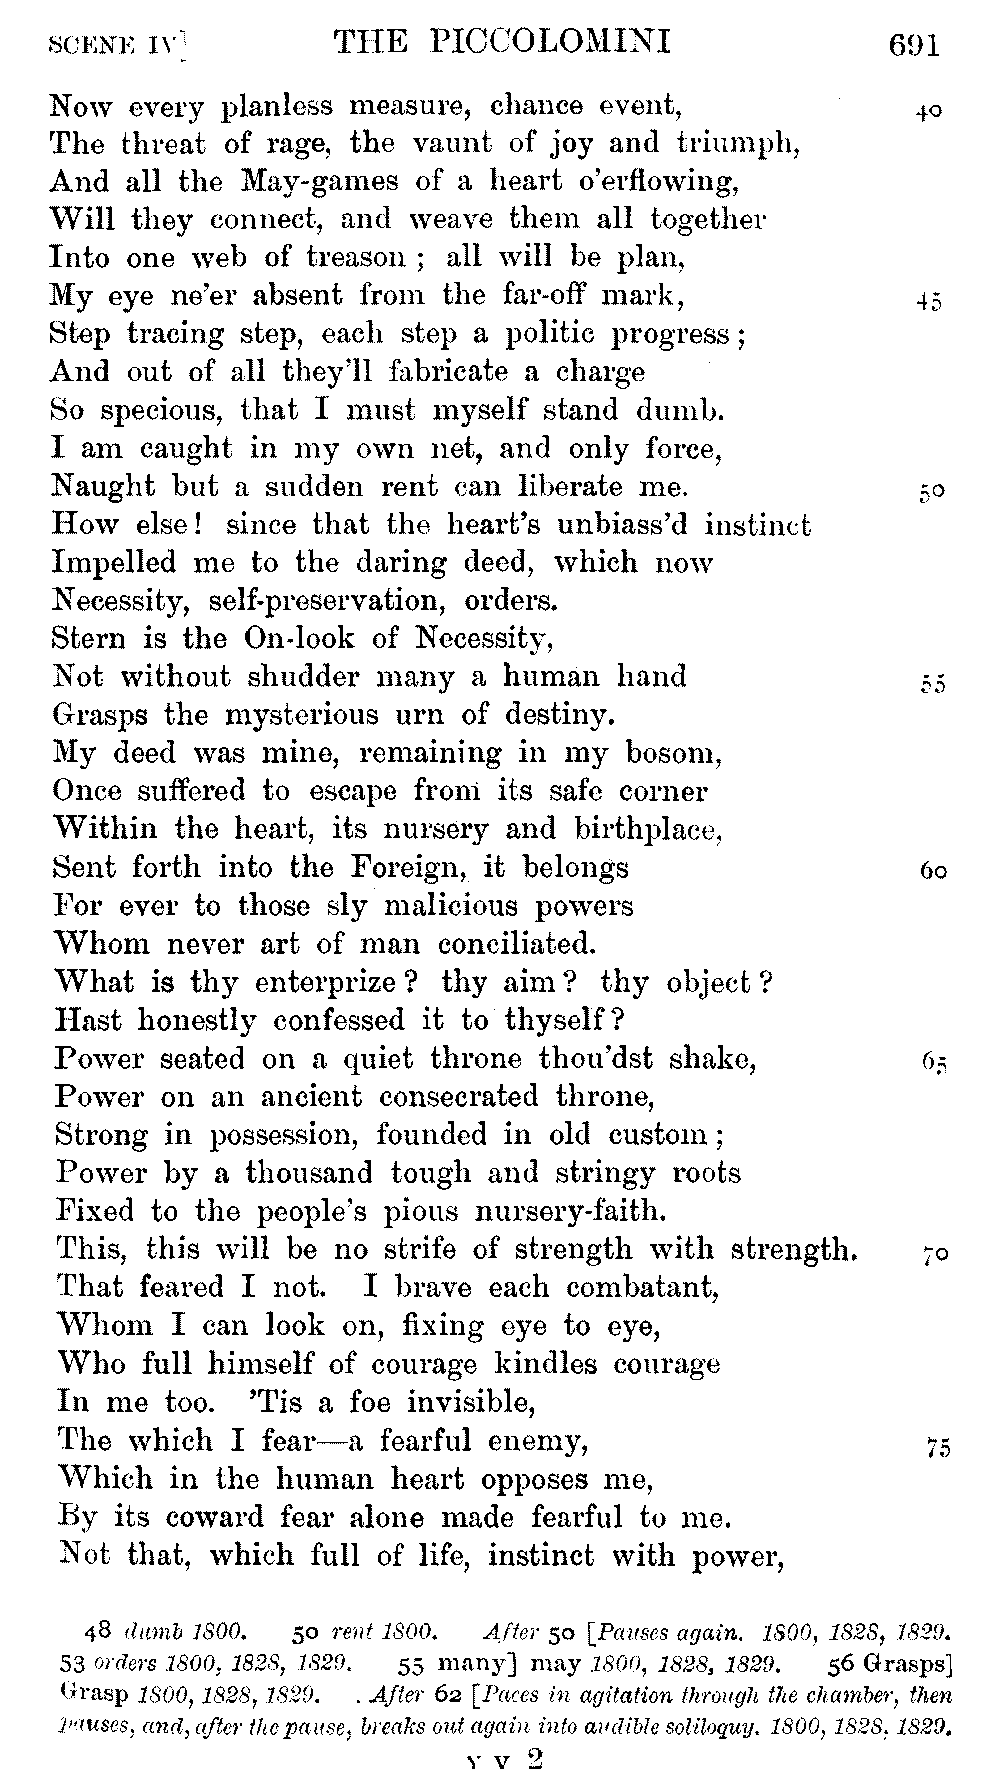 SCENE IV]    THE PICCOLOMINI    691
Now every planless measure, chance event,    40
The threat of rage, the vaunt of joy and triumph,
And all the May-games of a heart o'erflowing,
Will they connect, and weave them all together
Into one web of treason ; all will be plan,
My eye ne'er absent from the far-off mark,    45
Step tracing step, each step a politic progress ;
And out of all they'll fabricate a charge
So specious, that I must myself stand dumb.
I am caught in my own net, and only force,
Naught but a sudden rent can liberate me.    50
How else! since that the heart's unbiass'd instinct
Impelled me to the daring deed, which now
Necessity, self-preservation, orders.
Stern is the On-look of Necessity,
Not without shudder many a human hand    55
Grasps the mysterious urn of destiny.
My deed was mine, remaining in my bosom,
Once suffered to escape from its safe corner
Within the heart, its nursery and birthplace,
Sent forth into the Foreign, it belongs    60
For ever to those sly malicious powers
Whom never art of man conciliated.
What is thy enterprize ? thy aim ? thy object ?
Hast honestly confessed it to thyself ?
Power seated on a quiet throne thou'dst shake,    65
Power on an ancient consecrated throne,
Strong in possession, founded in old custom ;
Power by a thousand tough and stringy roots
Fixed to the people's pious nursery-faith.
This, this will be no strife of strength with strength.    70
That feared I not. I brave each combatant,
Whom I can look on, fixing eye to eye,
Who full himself of courage kindles courage
In me too. 'Tis a foe invisible,
The which I fear—a fearful enemy,    75
Which in the human heart opposes me,
By its coward fear alone made fearful to me.
Not that, which full of life, instinct with power,
48 dumb 1800.    50 rent 1800.    After 50 [Pauses again. 1800, 1828, 1829.
53 orders 1800, 1828, 1829.    55 many] may 1800, 1828, 1829.    56 Grasps]
Grasp 1800, 1828, 1829.    After 62 [Paces in agitation through the chamber, then
pauses, and, after the pause, breaks out again into audible soliloquy. 1800, 1828, 1829.
Y Y 2